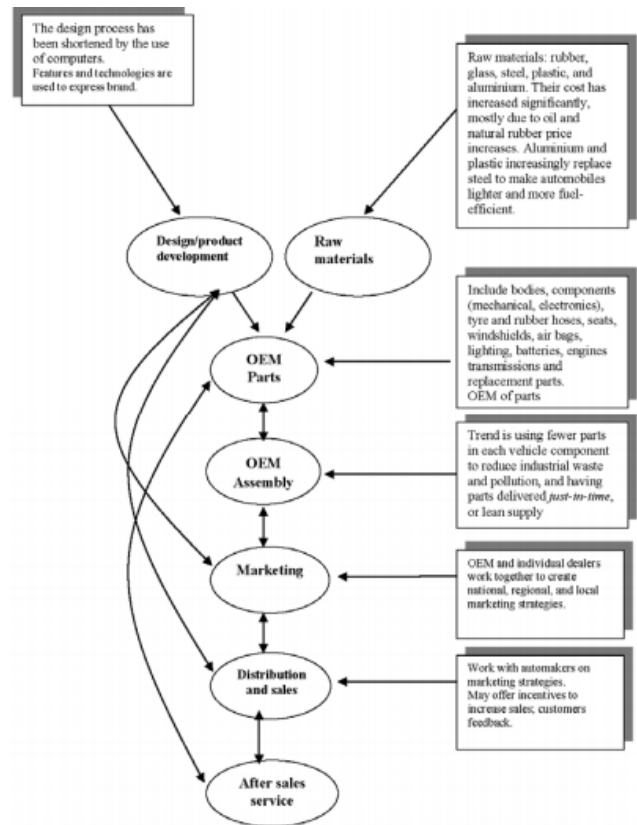 The design process has
been shortened by the use
of computers.
Features and technologies are
used to express brand.
Raw materials: rubber,
glass, steel, plastic, and
aluminium. Their cost has
increased significantly,
mostly due to oil and
natural rubber price
increases. Aluminium and
plastic increasingly replace
steel to make automobiles
lighter and more fuel-
efficient.
Design/product
development
Raw
materials
Include bodies, components
(mechanical, electronics),
tyre and rubber hoses, seats,
windshields, air bags,
lighting, batteries, engines
transmissions and
replacement parts.
OEM of parts
OEM
Parts
Trend is using fewer parts
in each vehicle component
to reduce industrial waste
and pollution, and having
parts delivered just-in-time,
or lean supply
OEM
Assembly
OEM and individual dealers
work together to create
national, regional, and local
marketing strategies.
Marketing
Work with automakers on
marketing strategies.
May offer incentives to
increase sales; customers
feedback.
Distribution
and sales
After sales
service